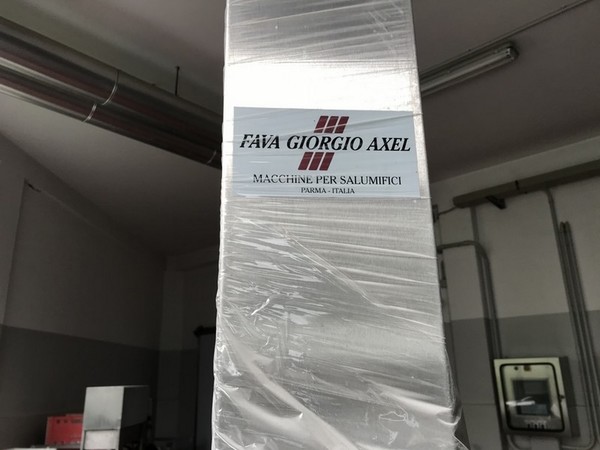 FAVA GIORGIO AXEL
MACCHINE PER SALUMIFICI
PARMA - ITALIA